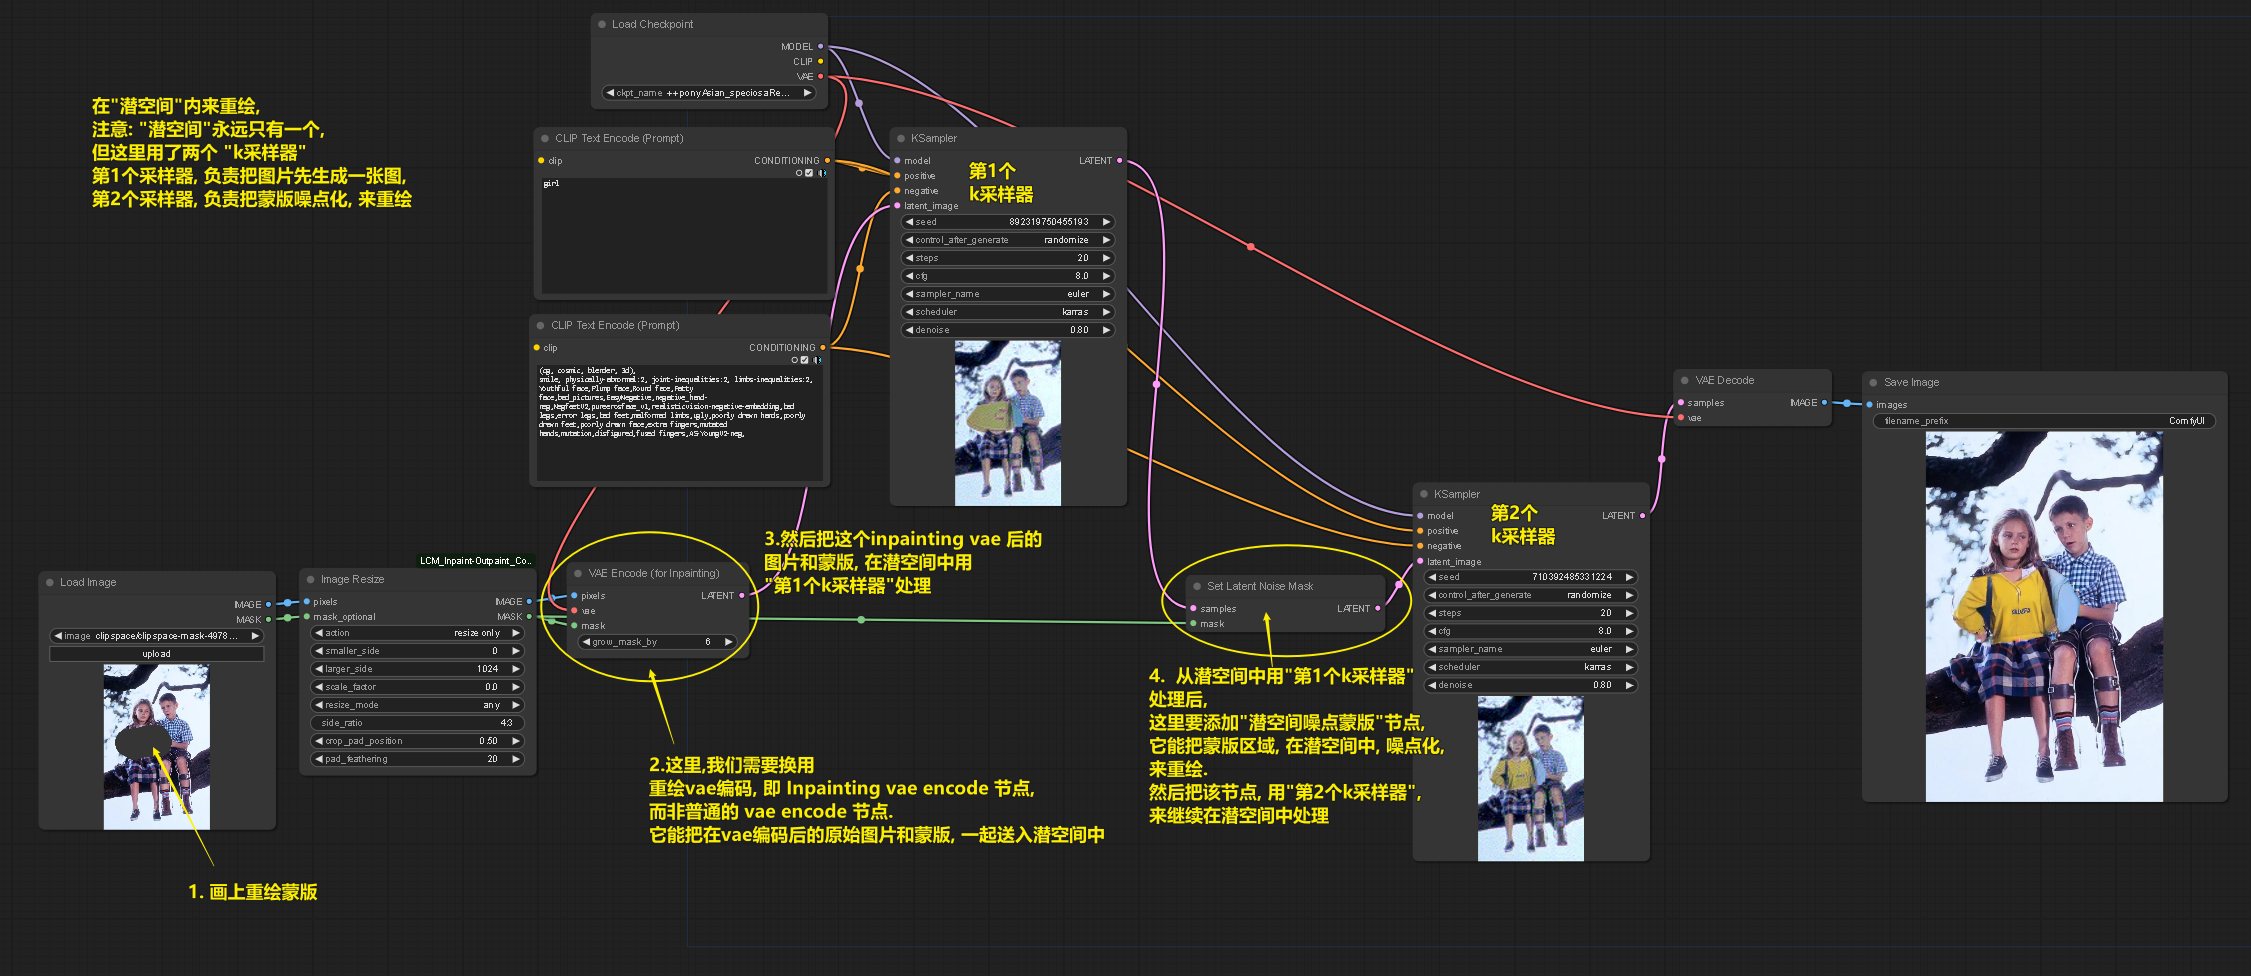 Load Checkpoint
MODEL
CLIP
VAE
ckpt_name ++ponyAsian_speciosaRe...
在"潜空间"内来重绘,
注意: "潜空间"永远只有一个,
但这里用了两个 "k采样器"
第1个采样器, 负责把图片先生成一张图,
第2个采样器, 负责把蒙版噪点化, 来重绘
CLIP Text Encode (Prompt)
clip
CONDITIONING
girl
CLIP Text Encode (Prompt)
clip
CONDITIONING
(cg, cosmic, blender, 3d),
smile, physically-abnormal:2, joint-inequalities:2, limbs-inequalities:2,
Youthful face,Plump face,Round face,Fatty
face,bad_pictures,EasyNegative,negative_hand-
neg,NegfeetV2,pureerosface_v1,realisticvision-negative-embedding,bad
legs,error legs,bad feet,malformed limbs,ugly,poorly drawn hands,poorly
drawn feet,poorly drawn face,extra fingers,mutated
hands,mutation,disfigured,fused fingers,AS-YoungV2-neg,
KSampler
model
positive
negative
latent_image
LATENT
第1个
k采样器
seed 892319750455193
control_after_generate randomize
steps 20
cfg 8.0
sampler_name euler
scheduler karras
denoise 0.80
Load Image
IMAGE
MASK
image clipspace/clipspace-mask-4978...
upload
1. 画上重绘蒙版
LCM_Inpaint-Outpaint_Co..
Image Resize
pixels
mask_optional
IMAGE
MASK
action resize only
smaller_side 0
larger_side 1024
scale_factor 0.0
resize_mode any
side_ratio 4:3
crop_pad_position 0.50
pad_feathering 20
VAE Encode (for Inpainting)
pixels
vae
mask
LATENT
grow_mask_by 6
2.这里,我们需要换用
重绘vae编码, 即 Inpainting vae encode 节点,
而非普通的 vae encode 节点.
它能把在vae编码后的原始图片和蒙版, 一起送入潜空间中
3.然后把这个inpainting vae 后的
图片和蒙版, 在潜空间中用
"第1个k采样器"处理
Set Latent Noise Mask
samples
mask
LATENT
4. 从潜空间中用"第1个k采样器"
处理后,
这里要添加"潜空间噪点蒙版"节点,
它能把蒙版区域, 在潜空间中, 噪点化,
来重绘.
然后把该节点, 用"第2个k采样器",
来继续在潜空间中处理
KSampler
model
positive
negative
latent_image
LATENT
第2个
k采样器
seed 710392485331224
control_after_generate randomize
steps 20
cfg 8.0
sampler_name euler
scheduler karras
denoise 0.80
VAE Decode
samples
vae
IMAGE
Save Image
images
filename_prefix ComfyUI